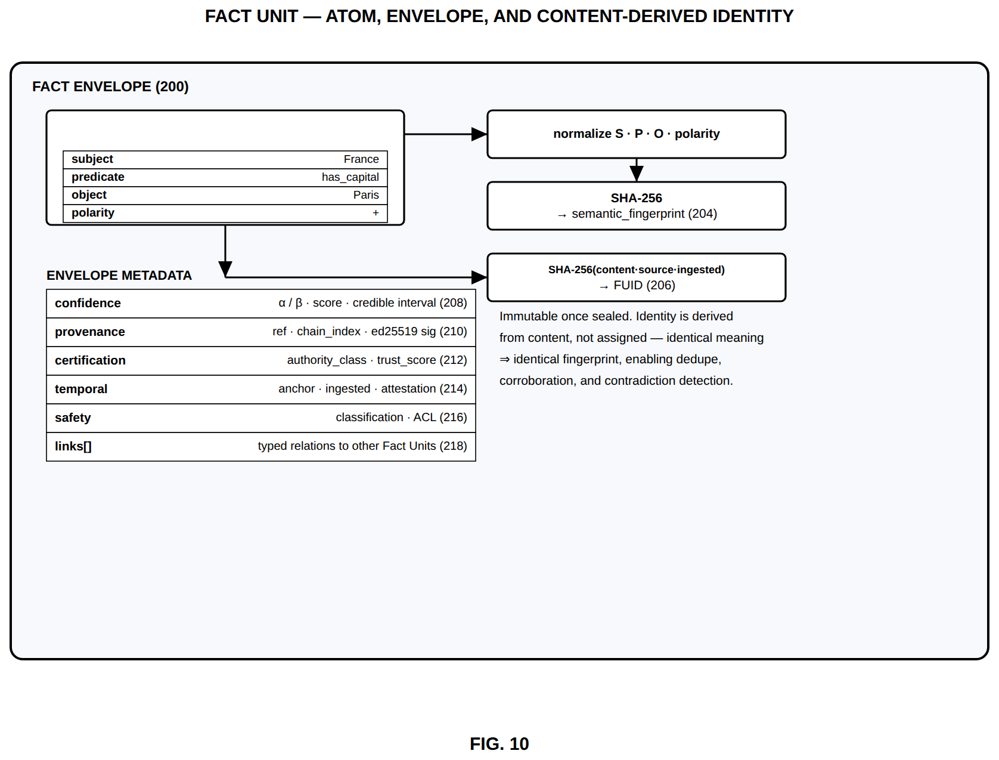 FACT UNIT — ATOM, ENVELOPE, AND CONTENT-DERIVED IDENTITY
FACT ENVELOPE (200)
subject France
predicate has_capital
object Paris
polarity +
normalize S · P · O · polarity
SHA-256
→ semantic_fingerprint (204)
ENVELOPE METADATA
confidence α / β · score · credible interval (208)
provenance ref · chain_index · ed25519 sig (210)
certification authority_class · trust_score (212)
temporal anchor · ingested · attestation (214)
safety classification · ACL (216)
links[] typed relations to other Fact Units (218)
SHA-256(content·source·ingested)
→ FUID (206)
Immutable once sealed. Identity is derived
from content, not assigned — identical meaning
⇒ identical fingerprint, enabling dedupe,
corroboration, and contradiction detection.
FIG. 10